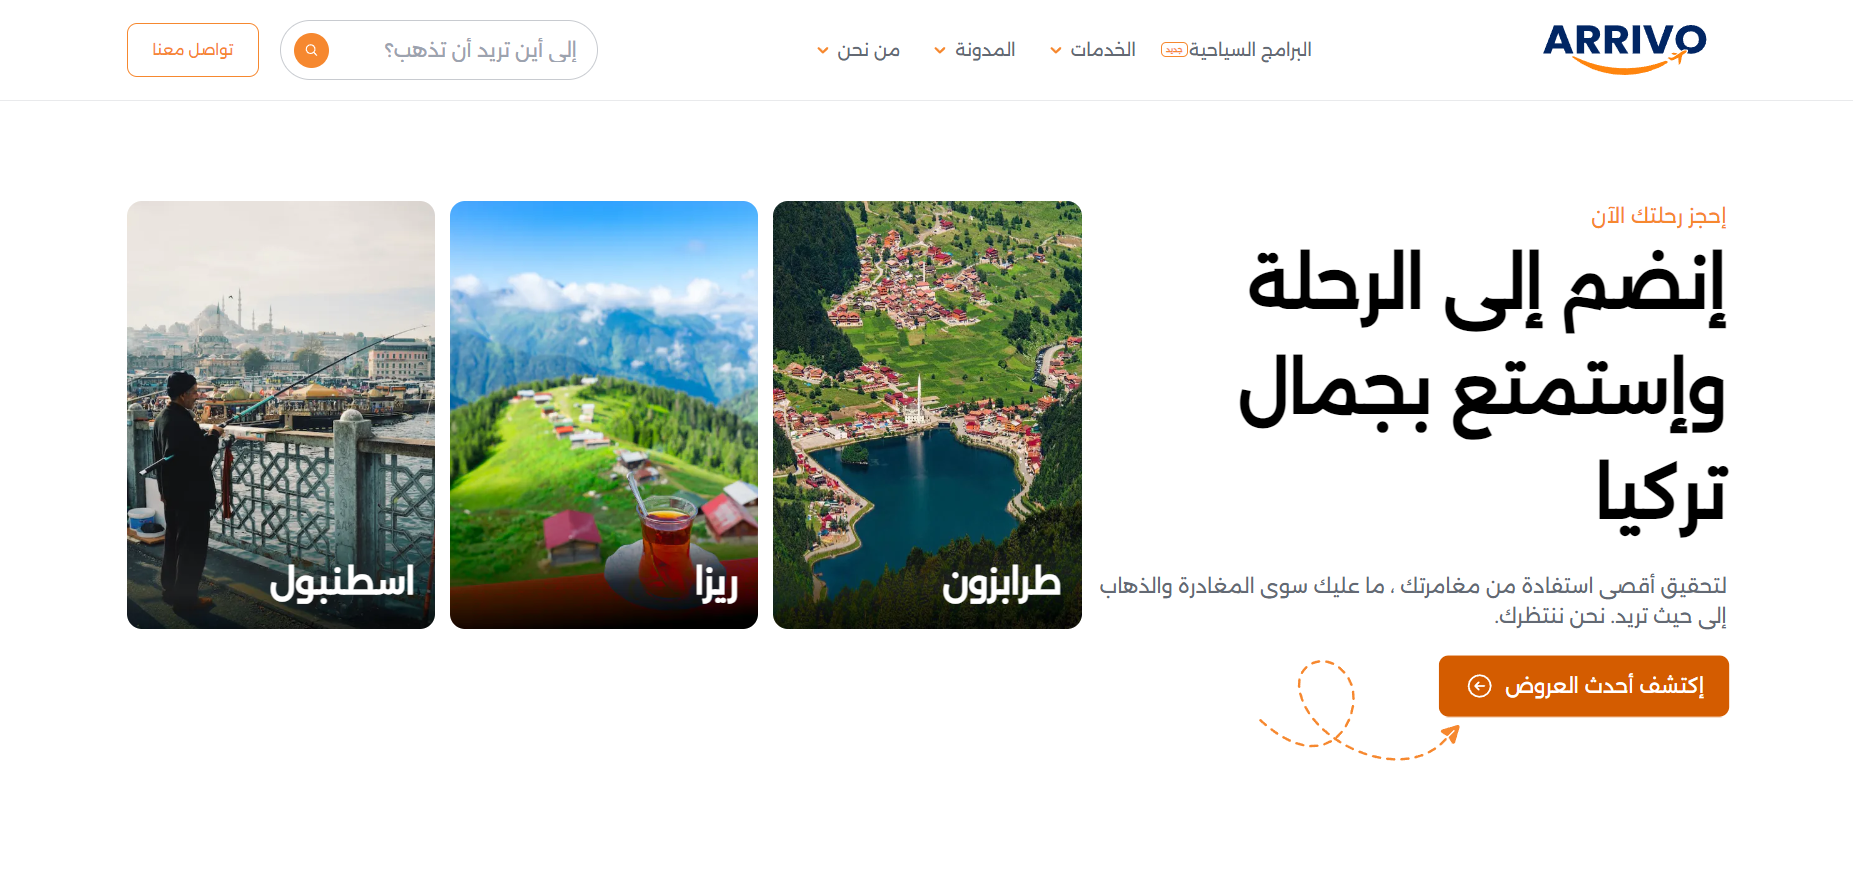 ARRIVO
البرامج السياحية جديد
الخدمات
المدونة
من نحن
إلى أين تريد أن تذهب؟
تواصل معنا
إحجز رحلتك الآن
إنضم إلى الرحلة
وإستمتع بجمال
تركيا
لتحقيق أقصى استفادة من مغامرتك ، ما عليك سوى المغادرة والذهاب
إلى حيث تريد. نحن ننتظرك.
إكتشف أحدث العروض
طرابزون
ريزا
اسطنبول